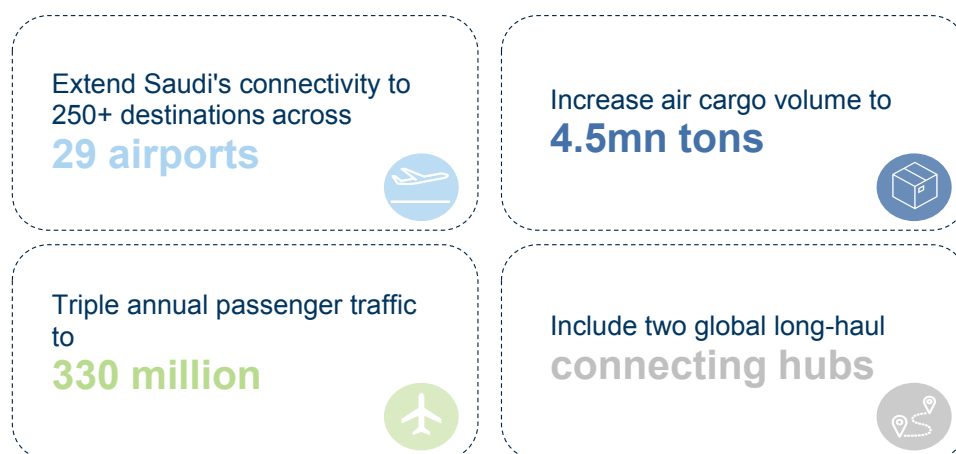 Extend Saudi's connectivity to
250+ destinations across
29 airports
Increase air cargo volume to
4.5mn tons
Triple annual passenger traffic
to
330 million
Include two global long-haul
connecting hubs